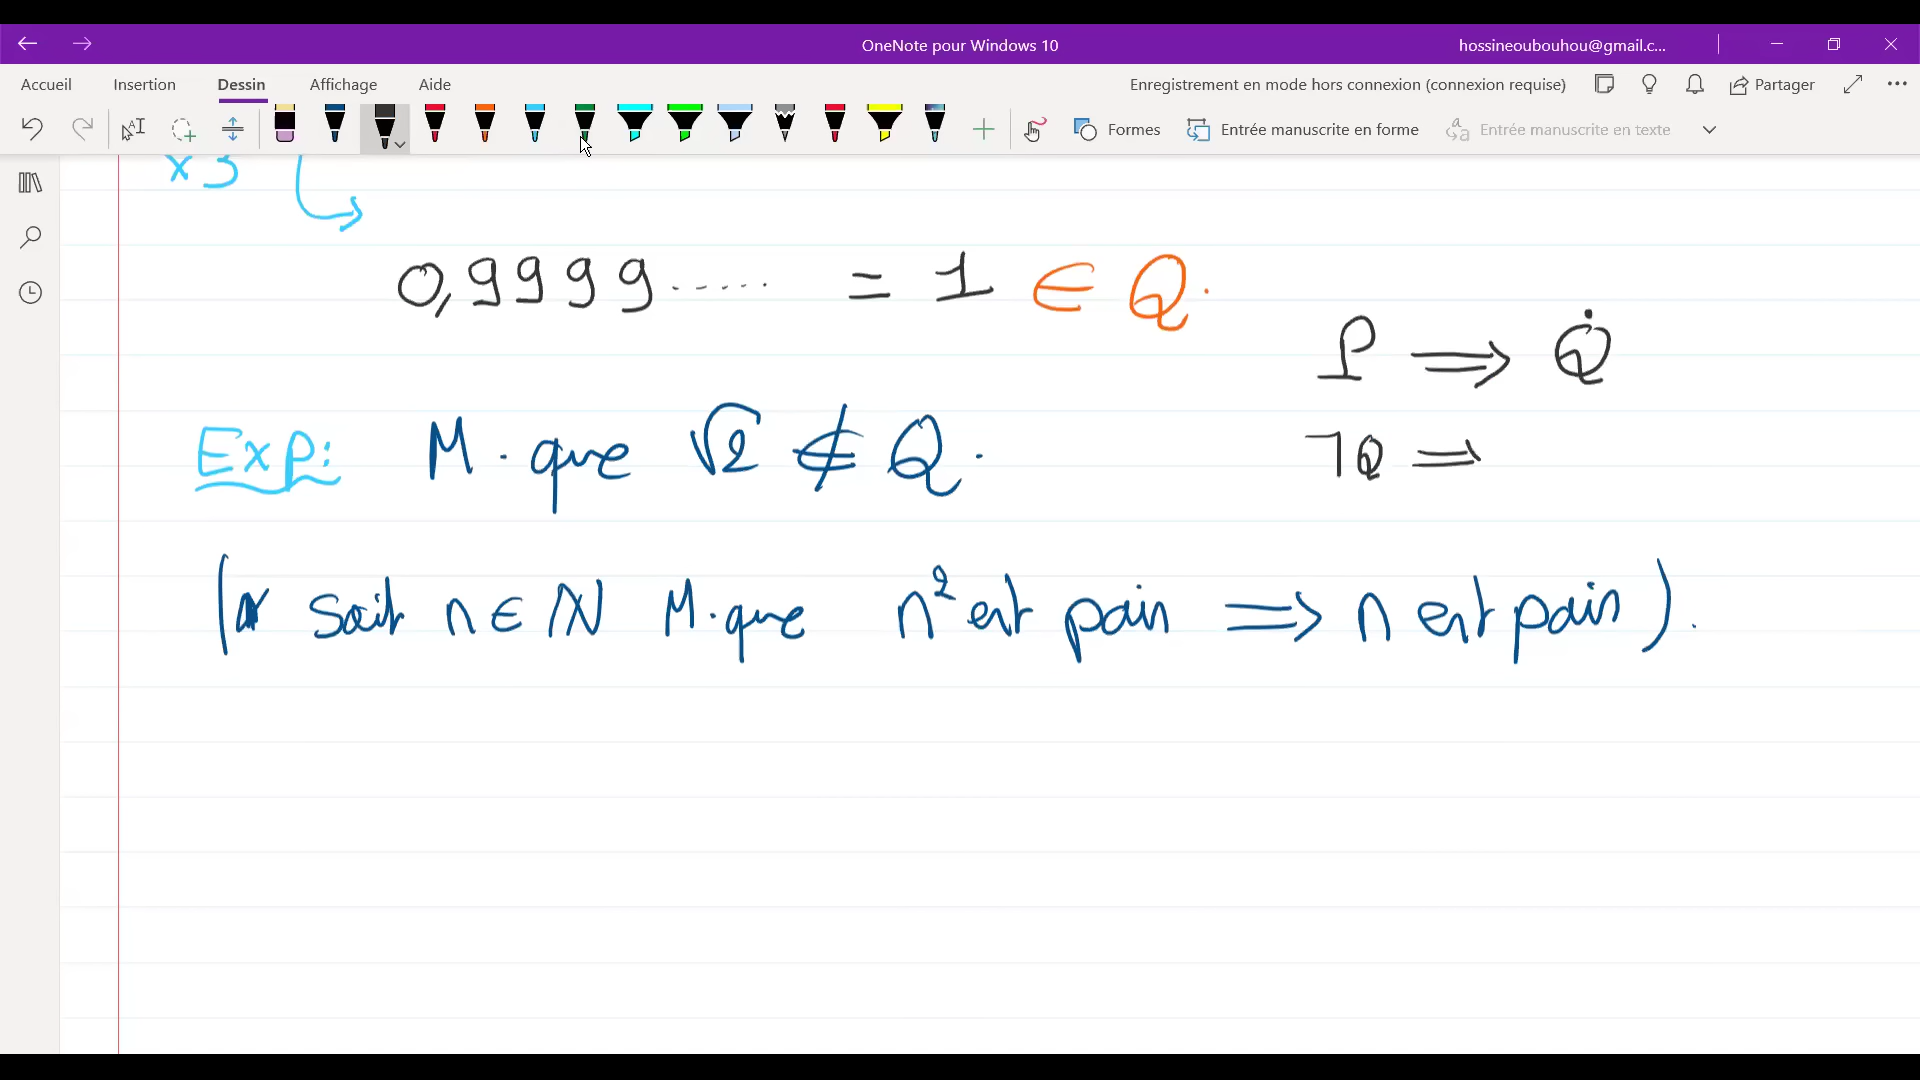 OneNote pour Windows 10
hossineoubouhou@gmail.c...
Accueil Insertion Dessin Affichage Aide
Enregistrement en mode hors connexion (connexion requise)
Partager
Formes Entrée manuscrite en forme Entrée manuscrite en texte
x 3
0,9999..... = 1 ∈ Q.
P ⟹ Q
Exp: M. que √2 ∉ Q.
¬Q ⟹
( Soit n ∈ ℕ M. que n² est pair ⟹ n est pair ).